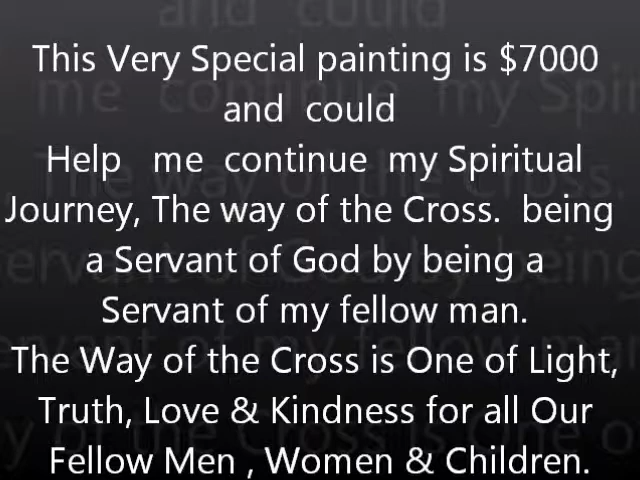 This Very Special painting is $7000
and could
Help me continue my Spiritual
Journey, The way of the Cross. being
a Servant of God by being a
Servant of my fellow man.
The Way of the Cross is One of Light,
Truth, Love & Kindness for all Our
Fellow Men , Women & Children.